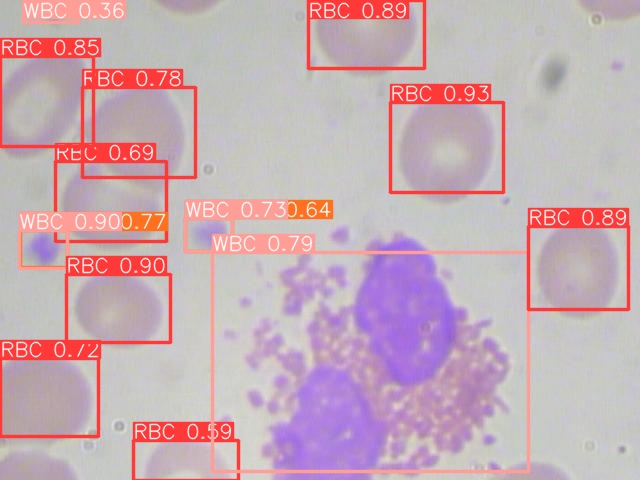 WBC 0.36
RBC 0.89
RBC 0.85
RBC 0.78
RBC 0.93
RBC 0.69
WBC 0.90 0.77
WBC 0.73 0.64
RBC 0.89
WBC 0.79
RBC 0.90
RBC 0.72
RBC 0.59